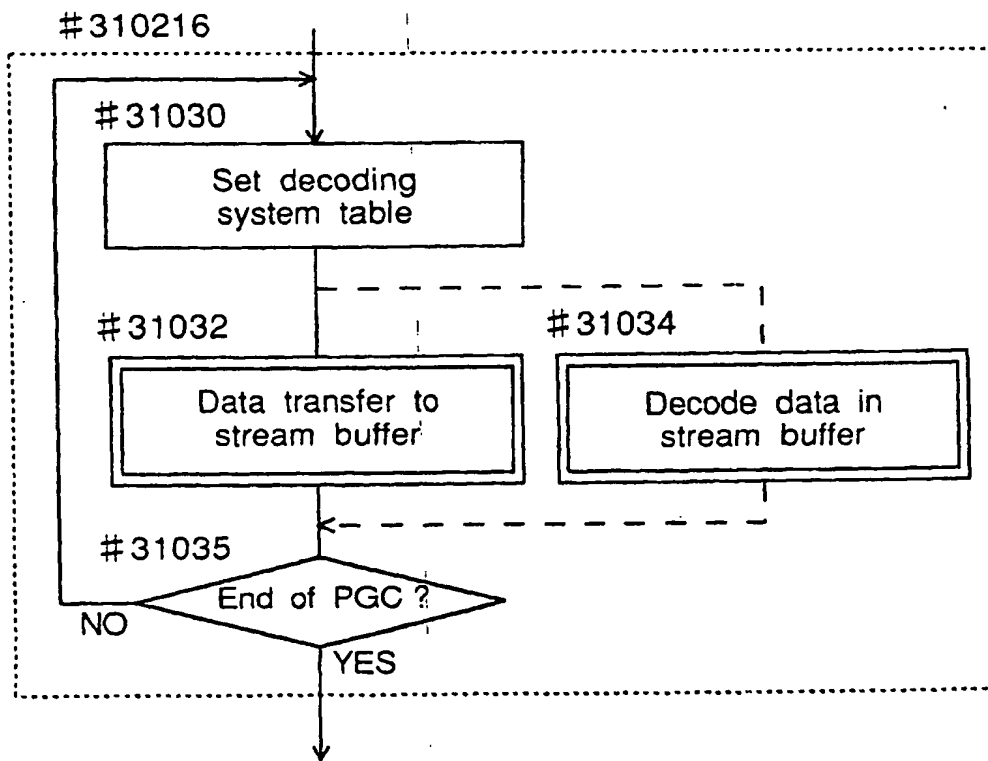 #310216
#31030
Set decoding
system table
#31032
#31034
Data transfer to
stream buffer
Decode data in
stream buffer
#31035
End of PGC ?
NO
YES